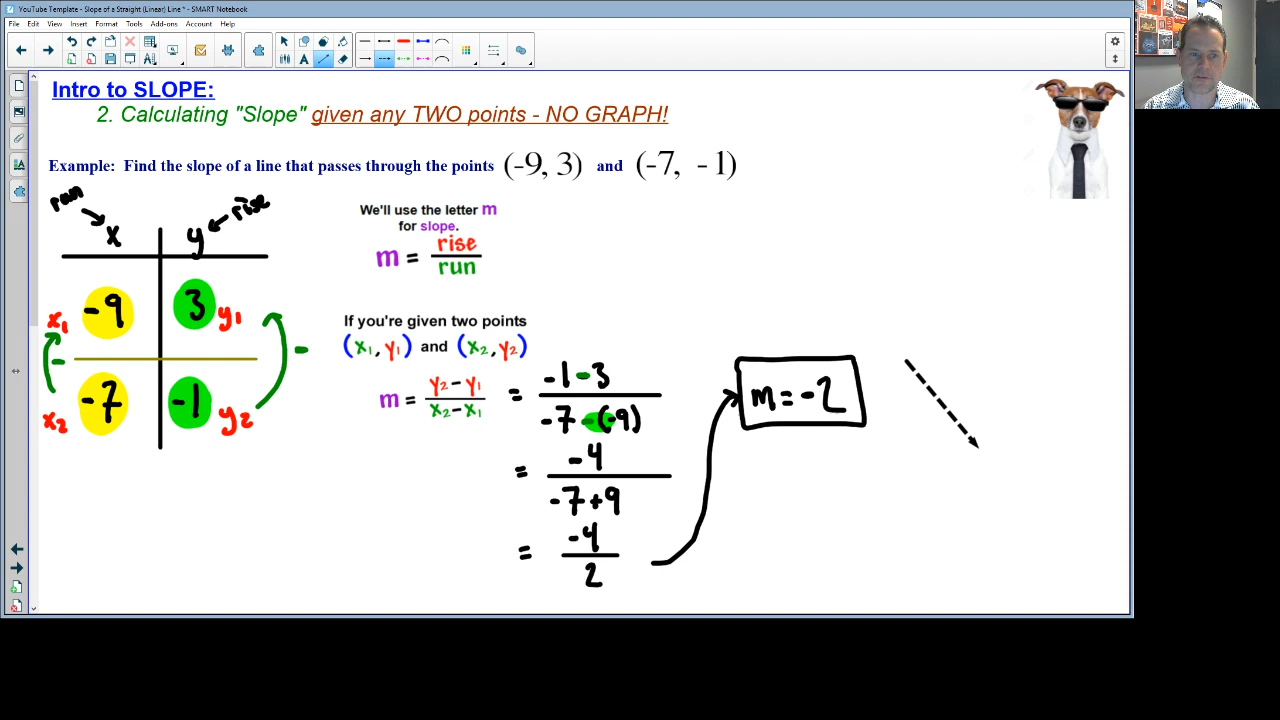 YouTube Template - Slope of a Straight (Linear) Line * - SMART Notebook
File Edit View Insert Format Tools Add-ons Account Help
Intro to SLOPE:
2. Calculating "Slope" given any TWO points - NO GRAPH!
Example: Find the slope of a line that passes through the points (-9, 3) and (-7, -1)
run rise
x y
-9 3
x1 y1
-
-
-7 -1
x2 y2
We'll use the letter m
for slope.
m = rise
run
If you're given two points
(x1, y1) and (x2, y2)
m = y2 - y1
x2 - x1
= -1 - 3
-7 - (-9)
= -4
-7 + 9
= -4
2
m = -2